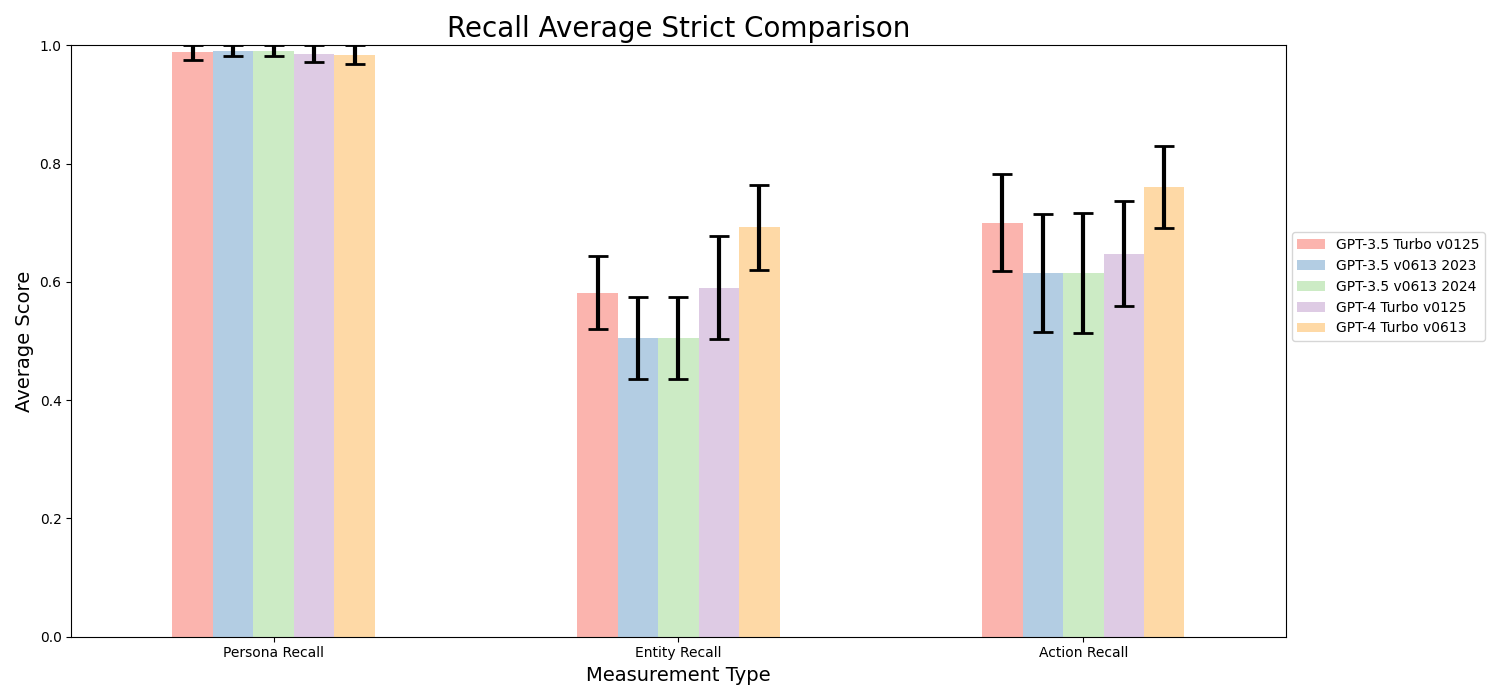 Recall Average Strict Comparison
1.0
0.8
0.6
0.4
0.2
0.0
Average Score
Persona Recall
Entity Recall
Action Recall
Measurement Type
GPT-3.5 Turbo v0125
GPT-3.5 v0613 2023
GPT-3.5 v0613 2024
GPT-4 Turbo v0125
GPT-4 Turbo v0613